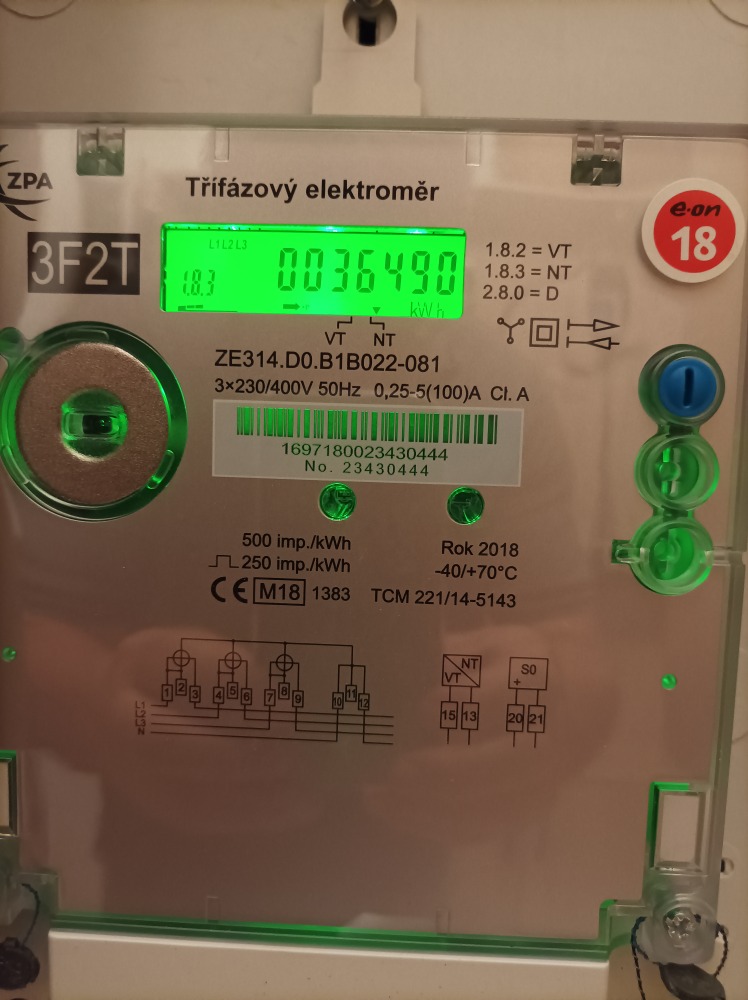 ZPA
Třífázový elektroměr
e·on
18
3F2T
L1 L2 L3
1.8.3
0036490
kWh
1.8.2 = VT
1.8.3 = NT
2.8.0 = D
VT NT
ZE314.D0.B1B022-081
3×230/400V 50Hz 0,25-5(100)A Cl. A
1697180023430444
No. 23430444
500 imp./kWh
250 imp./kWh
Rok 2018
-40/+70°C
CE M18 1383 TCM 221/14-5143
1 2 3 4 5 6 7 8 9 10 11 12
L1
L2
L3
N
NT
VT
15 13
S0
+
20 21